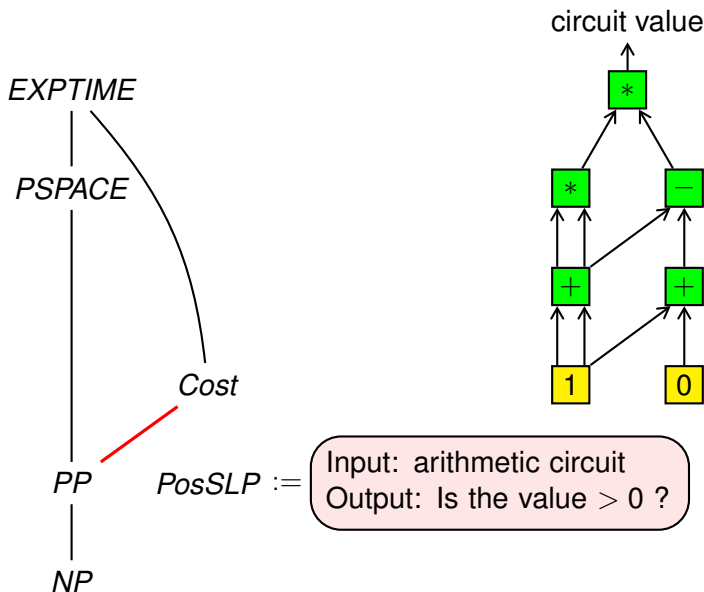 circuit value
∗
EXPTIME
PSPACE
∗ −
+ +
Cost
1 0
PP
PosSLP :=
Input: arithmetic circuit
Output: Is the value > 0 ?
NP